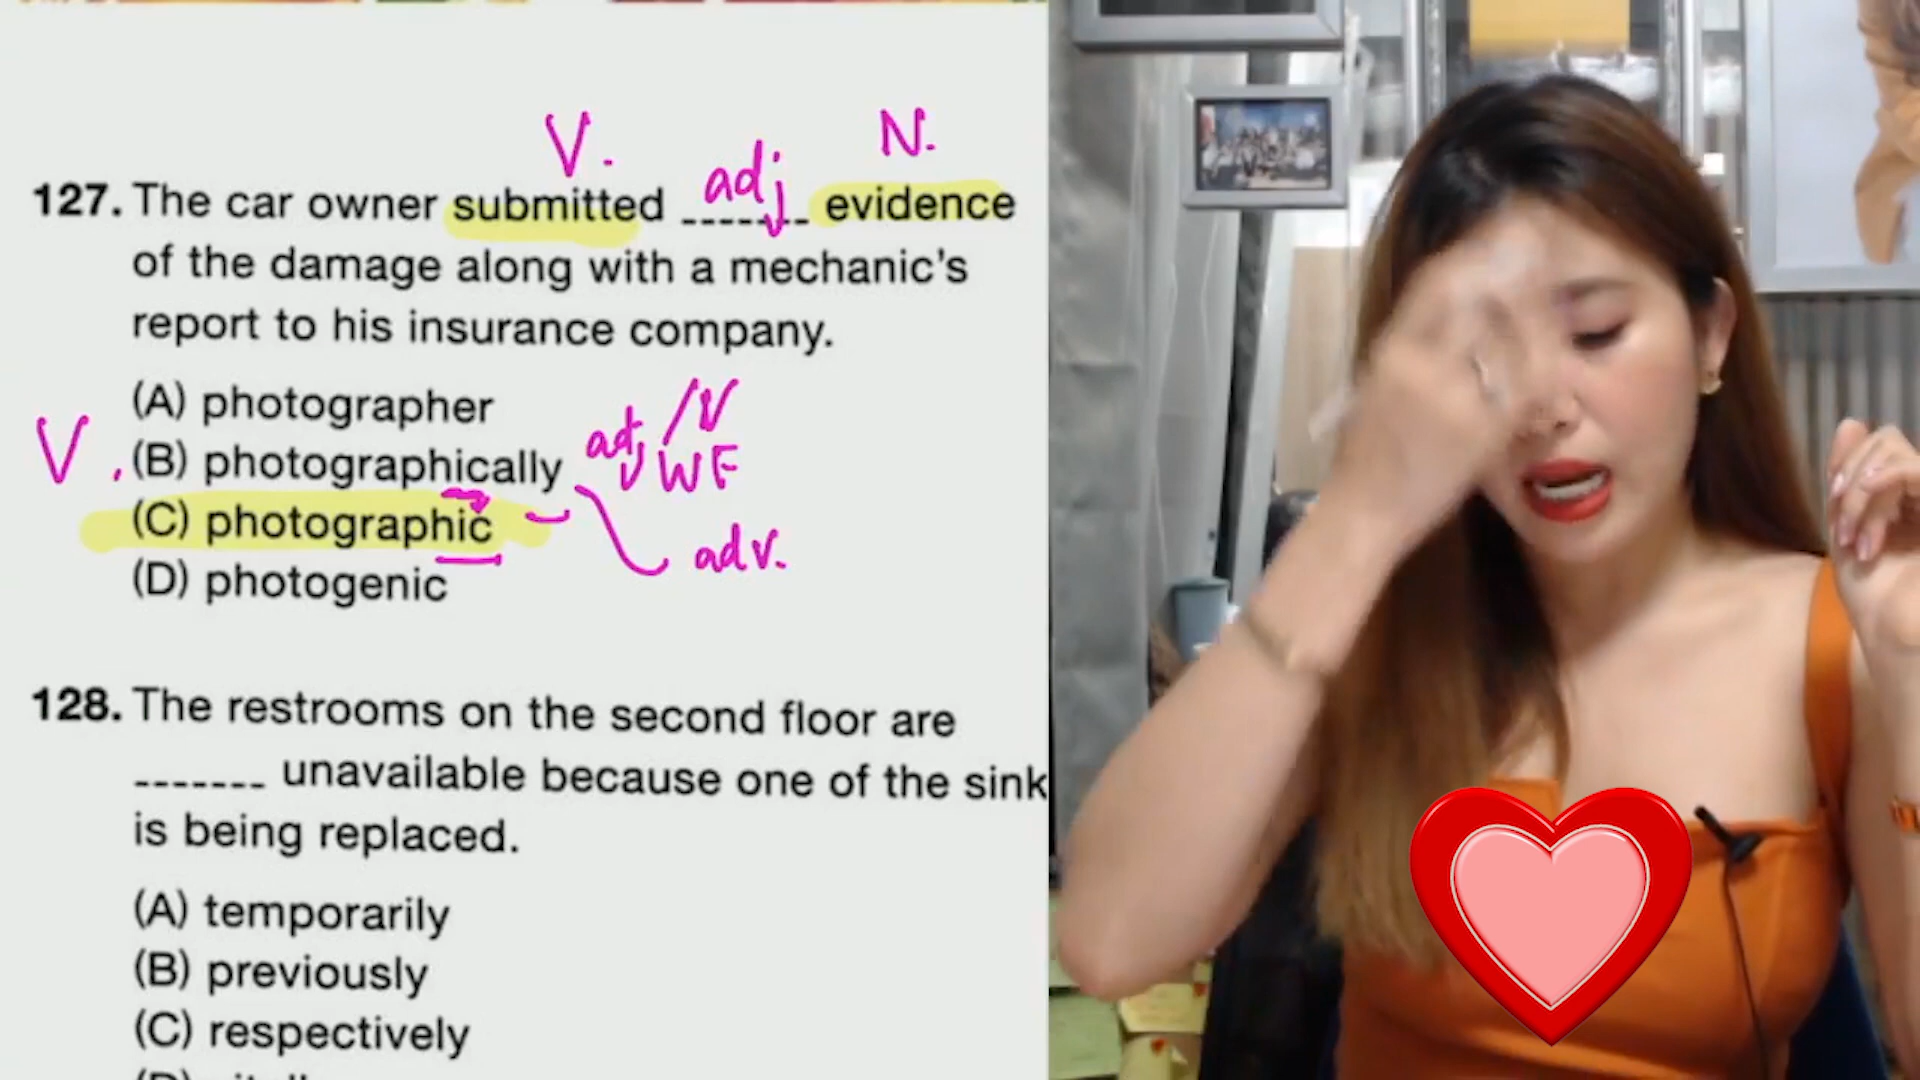 V. adj N.
127. The car owner submitted ------- evidence
of the damage along with a mechanic's
report to his insurance company.
(A) photographer
V. (B) photographically adj/N WF
(C) photographic adv.
(D) photogenic
128. The restrooms on the second floor are
------- unavailable because one of the sink
is being replaced.
(A) temporarily
(B) previously
(C) respectively